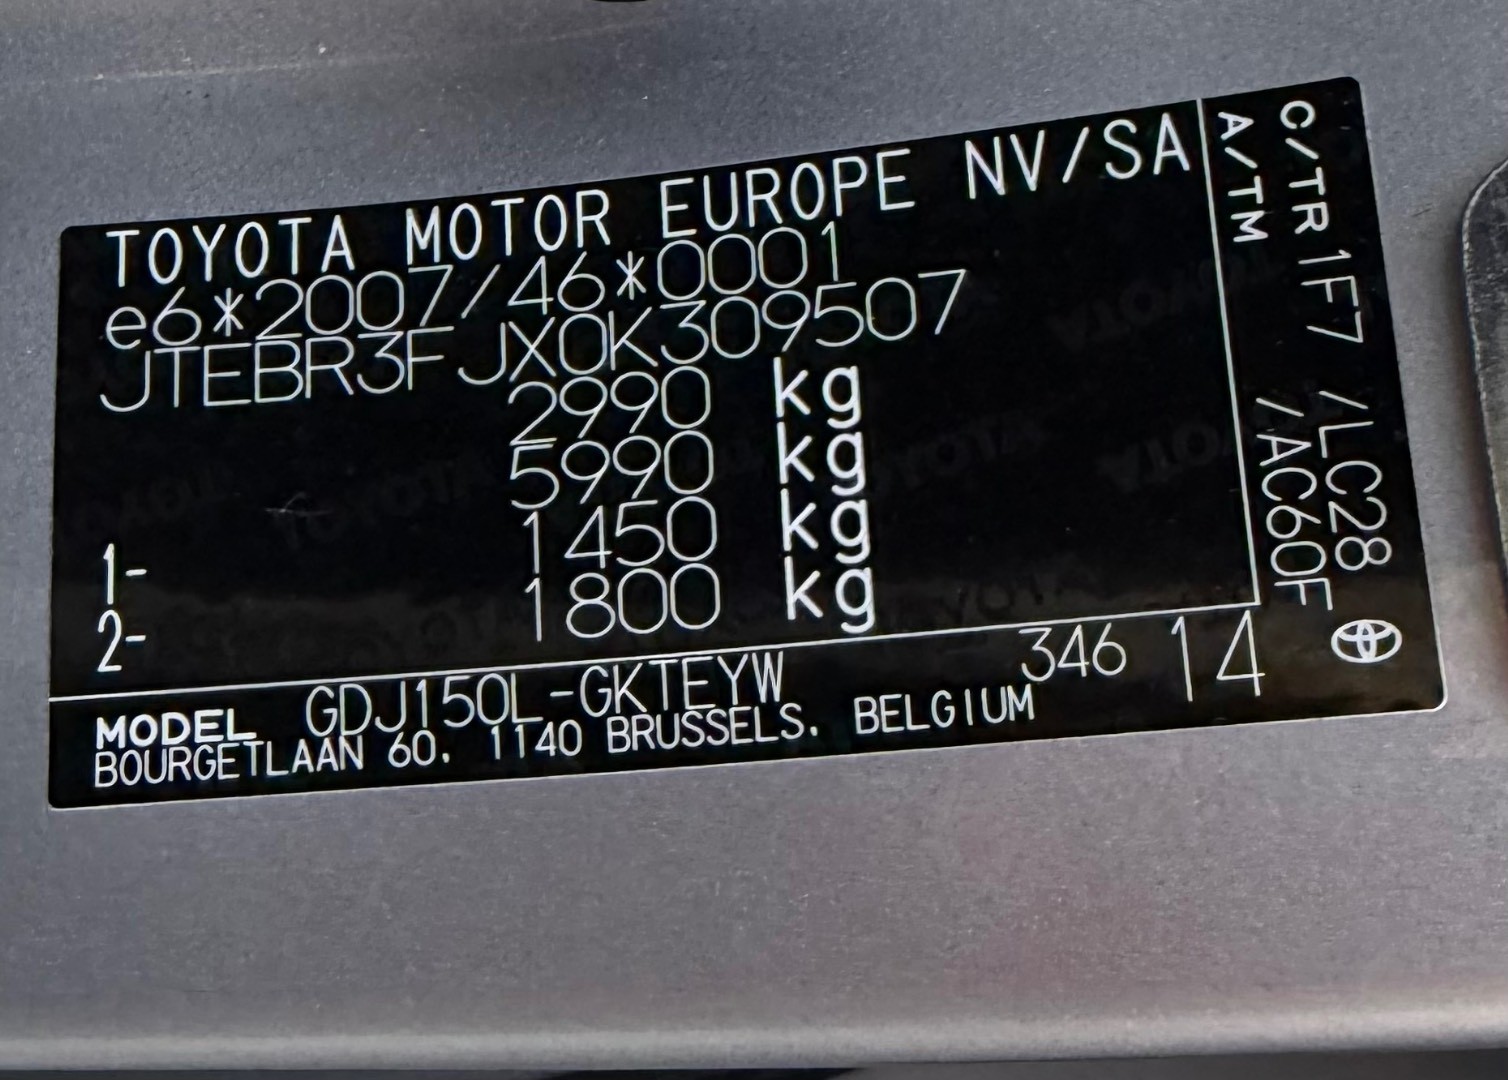 TOYOTA MOTOR EUROPE NV/SA
e6*2007/46*0001
JTEBR3FJX0K309507
2990 kg
5990 kg
1- 1450 kg
2- 1800 kg
MODEL GDJ150L-GKTEYW 346 14
BOURGETLAAN 60. 1140 BRUSSELS. BELGIUM
C/TR 1F7 /LC28
A/TM /AC60F